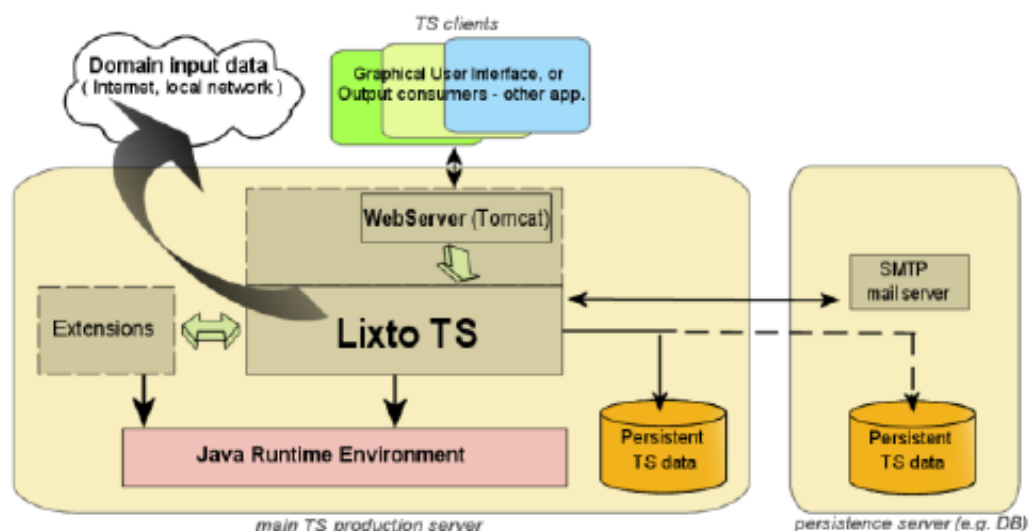 TS clients
Domain input data
( Internet, local network )
Graphical User Interface, or
Output consumers - other app.
WebServer (Tomcat)
SMTP
mail server
Extensions
Lixto TS
Java Runtime Environment
Persistent
TS data
Persistent
TS data
main TS production server
persistence server (e.g. DB)